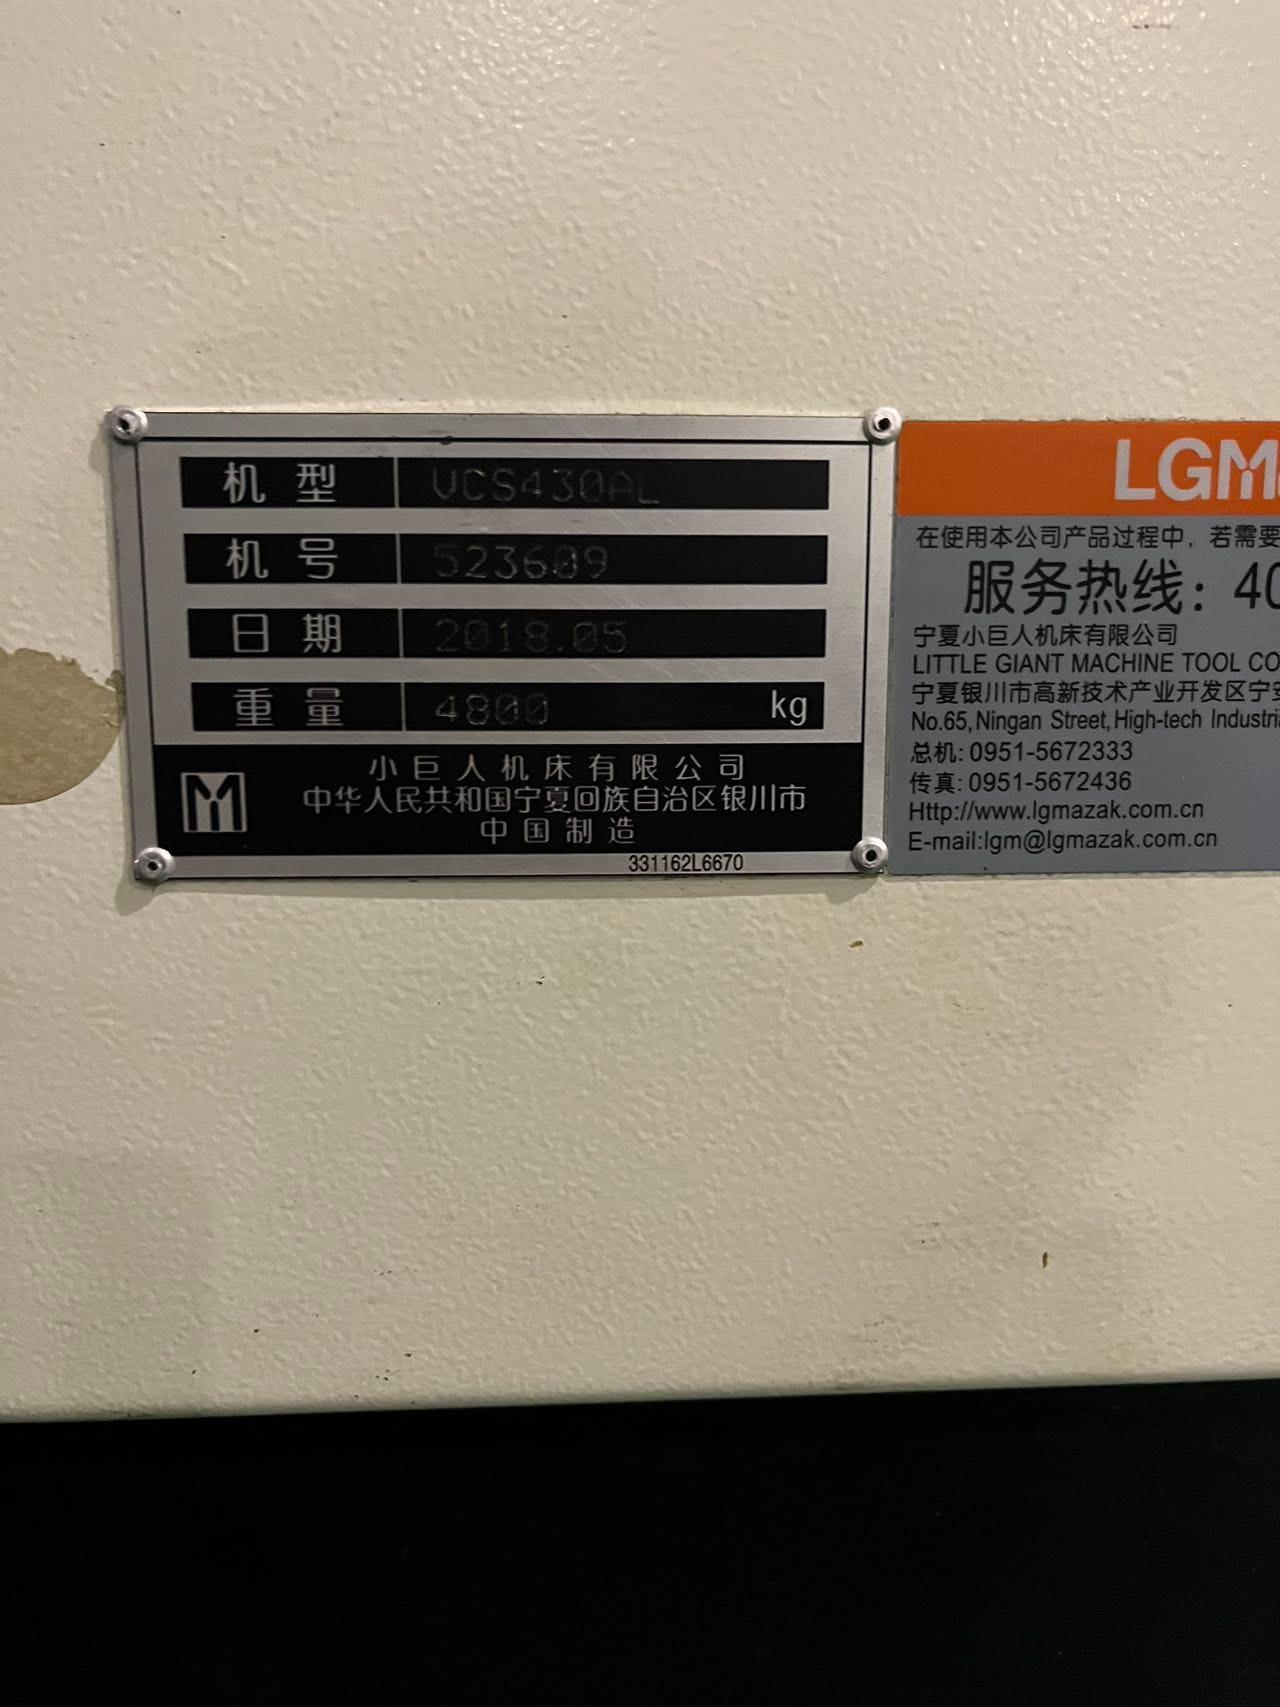 机型 VCS430AL
机号 523609
日期 2018.05
重量 4800 kg
小巨人机床有限公司
中华人民共和国宁夏回族自治区银川市
中国制造
331162L6670
LGM
在使用本公司产品过程中，若需要
服务热线：40
宁夏小巨人机床有限公司
LITTLE GIANT MACHINE TOOL CO
宁夏银川市高新技术产业开发区宁安
No.65,Ningan Street,High-tech Industri
总机: 0951-5672333
传真: 0951-5672436
Http://www.lgmazak.com.cn
E-mail:lgm@lgmazak.com.cn